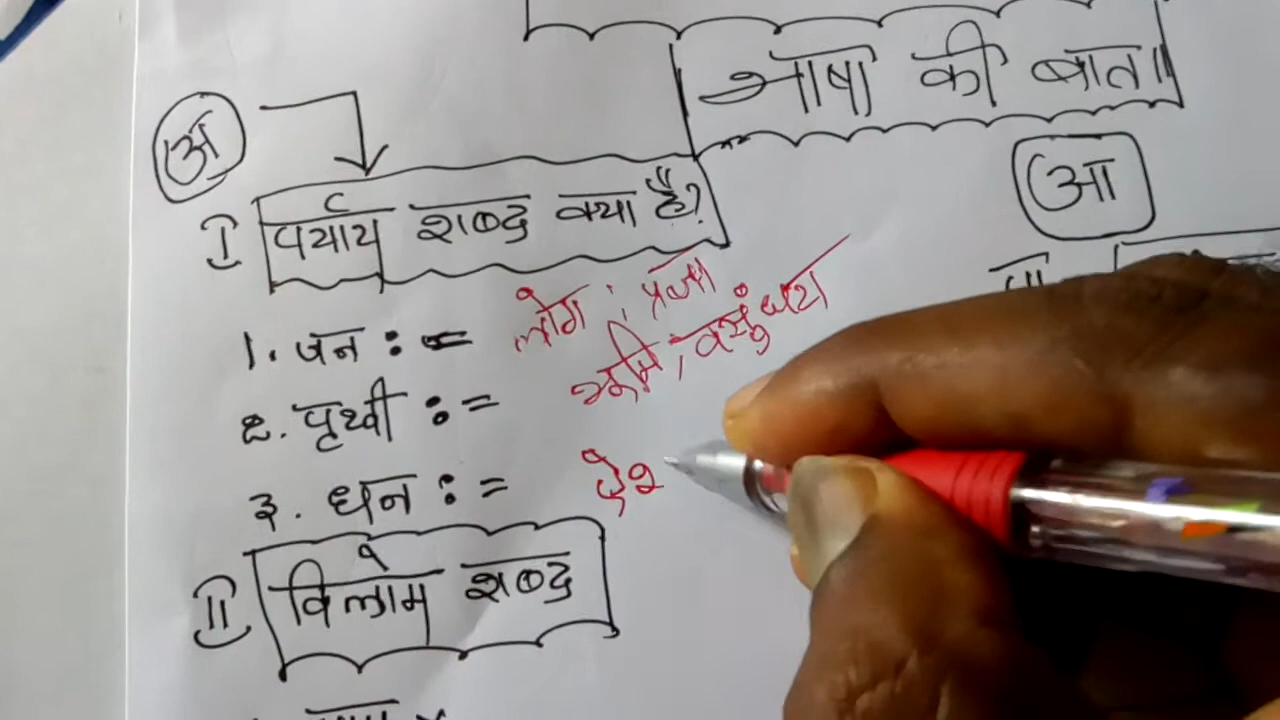 भाषा की बात।
अ
आ
I पर्याय शब्द क्या है?
1. जन := लोग, प्रजा
2. पृथ्वी := भूमि, वसुंधरा
3. धन :=
II विलोम शब्द